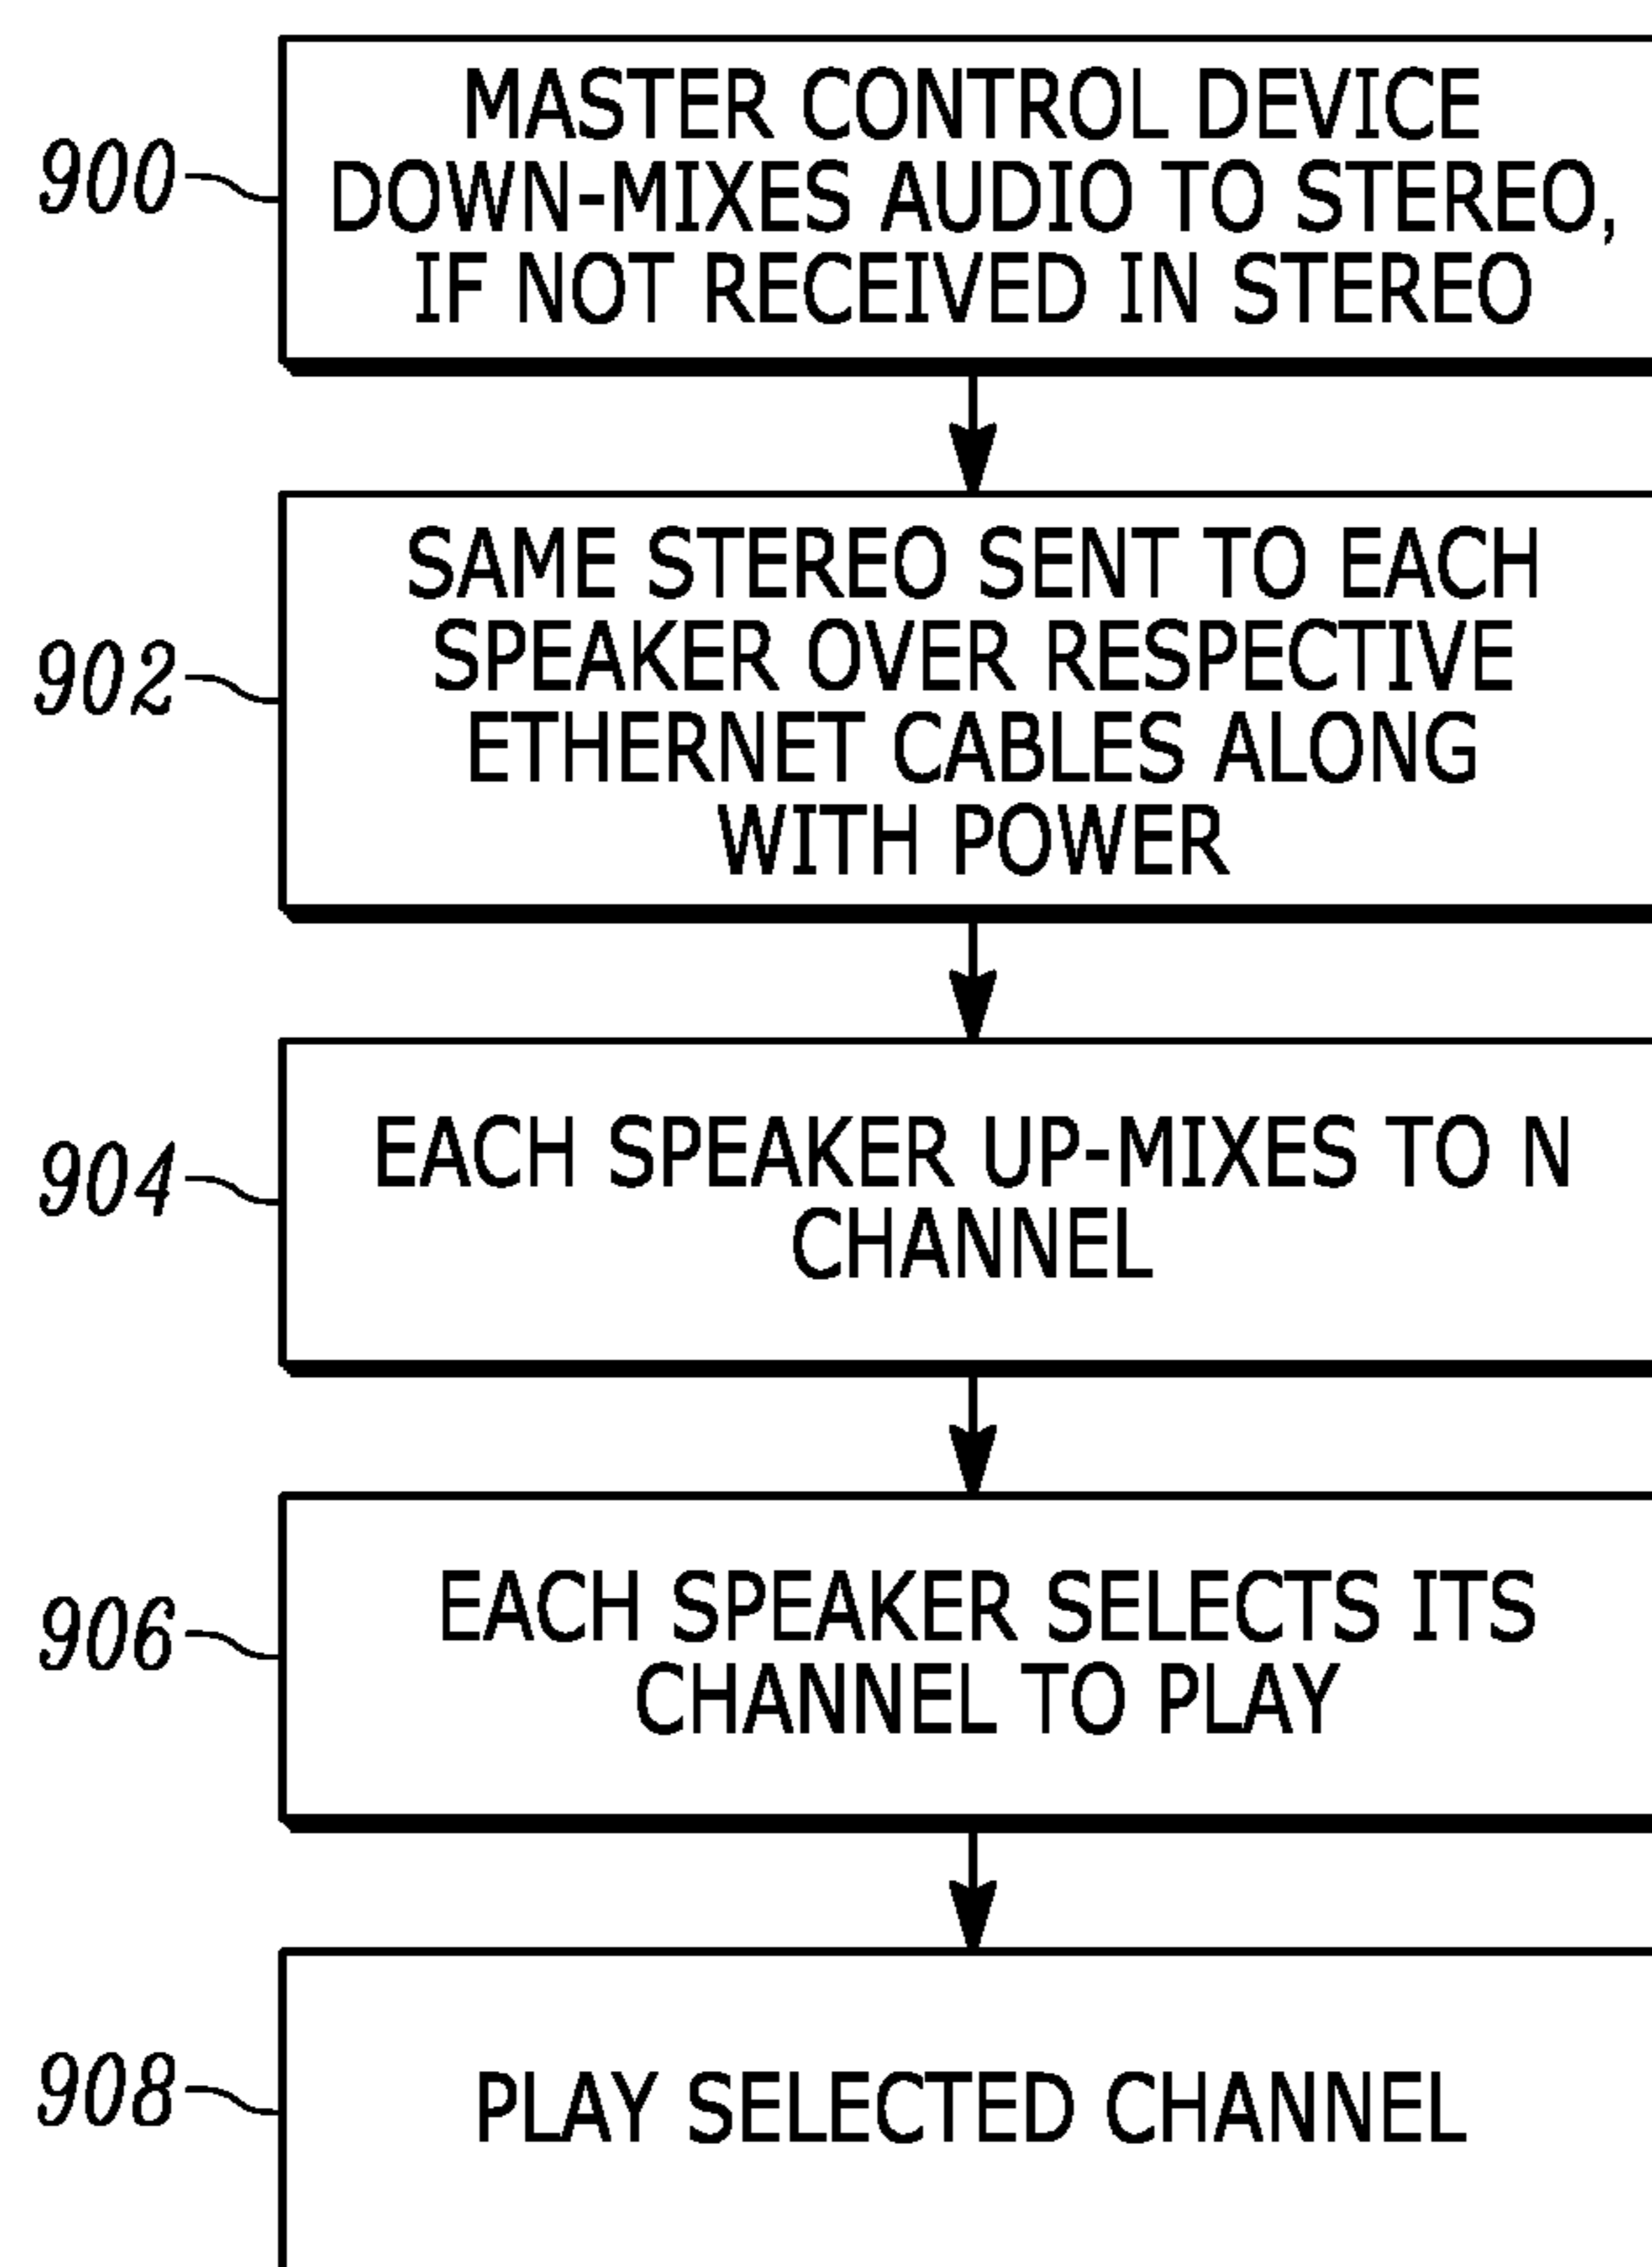 900
MASTER CONTROL DEVICE
DOWN-MIXES AUDIO TO STEREO,
IF NOT RECEIVED IN STEREO
902
SAME STEREO SENT TO EACH
SPEAKER OVER RESPECTIVE
ETHERNET CABLES ALONG
WITH POWER
904
EACH SPEAKER UP-MIXES TO N
CHANNEL
906
EACH SPEAKER SELECTS ITS
CHANNEL TO PLAY
908
PLAY SELECTED CHANNEL